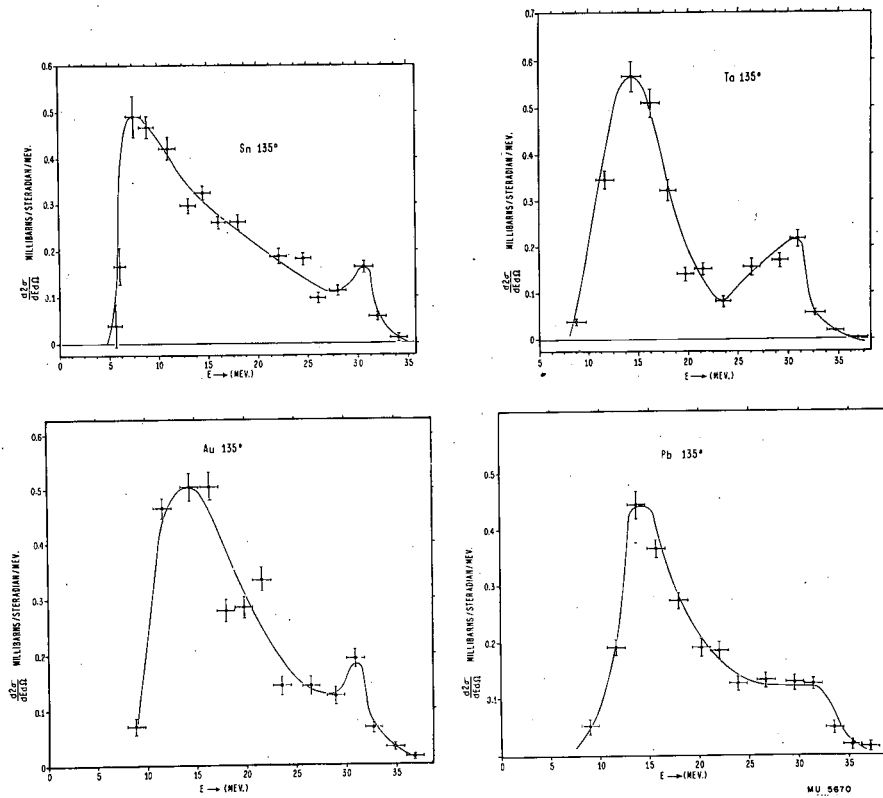 0.6
0.5
0.4
0.3
0.2
0.1
0
d2σ
dEdΩ
MILLIBARNS/STERADIAN/MEV.
Sn 135°
0 5 10 15 20 25 30 35
E → (MEV.)
0.7
0.6
0.5
0.4
0.3
0.2
0.1
0
d2σ
dEdΩ
MILLIBARNS/STERADIAN/MEV.
Ta 135°
5 10 15 20 25 30 35
E → (MEV.)
0.6
0.5
0.4
0.3
0.2
0.1
0
d2σ
dEdΩ
MILLIBARNS/STERADIAN/MEV.
Au 135°
0 5 10 15 20 25 30 35
E → (MEV.)
0.6
0.5
0.4
0.3
0.2
0.1
d2σ
dEdΩ
MILLIBARNS/STERADIAN/MEV.
Pb 135°
0 5 10 15 20 25 30 35
E → (MEV.)
MU 5670